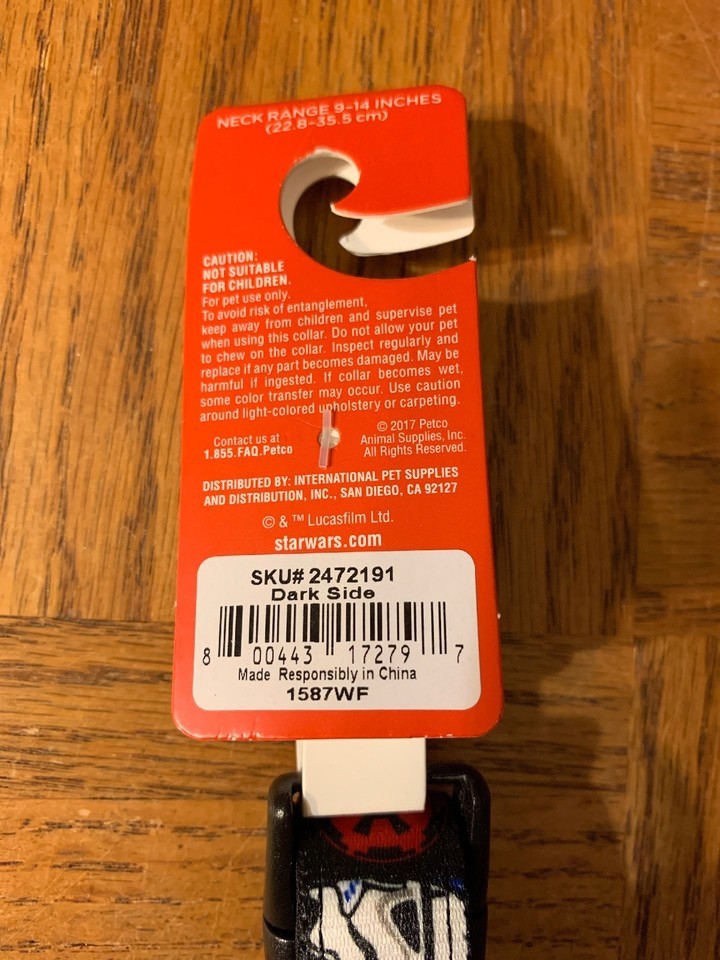 NECK RANGE 9-14 INCHES
(22.8-35.5 cm)
CAUTION:
NOT SUITABLE
FOR CHILDREN.
For pet use only.
To avoid risk of entanglement,
keep away from children and supervise pet
when using this collar. Do not allow your pet
to chew on the collar. Inspect regularly and
replace if any part becomes damaged. May be
harmful if ingested. If collar becomes wet,
some color transfer may occur. Use caution
around light-colored upholstery or carpeting.
Contact us at
1.855.FAQ.Petco
© 2017 Petco
Animal Supplies, Inc.
All Rights Reserved.
DISTRIBUTED BY: INTERNATIONAL PET SUPPLIES
AND DISTRIBUTION, INC., SAN DIEGO, CA 92127
© & ™ Lucasfilm Ltd.
starwars.com
SKU# 2472191
Dark Side
8 00443 17279 7
Made Responsibly in China
1587WF